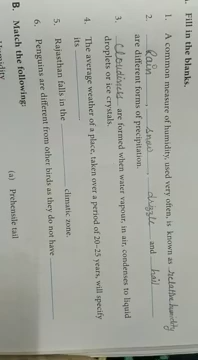 Fill in the blanks.
1. A common measure of humidity, used very often, is known as relative humidity
2. Rain, snow, drizzle and hail
are different forms of precipitation.
3. Cloudiness are formed when water vapour, in air, condenses to liquid
droplets or ice crystals.
4. The average weather of a place, taken over a period of 20-25 years, will specify
its
5. Rajasthan falls in the climatic zone.
6. Penguins are different from other birds as they do not have
B. Match the following:
(a) Prehensile tail